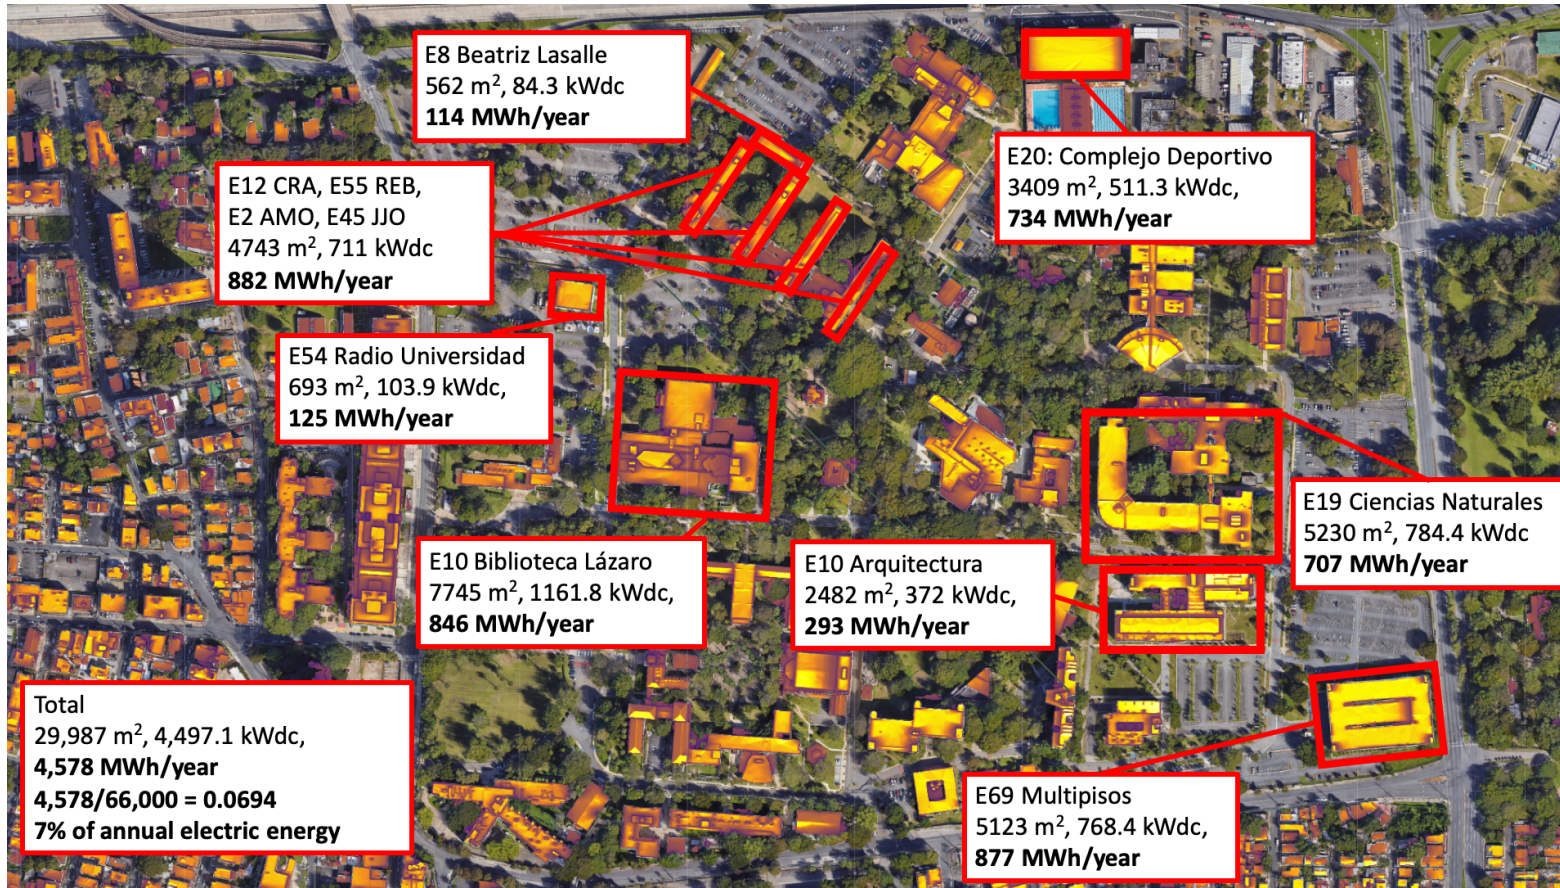 E8 Beatriz Lasalle
562 m², 84.3 kWdc
114 MWh/year
E12 CRA, E55 REB,
E2 AMO, E45 JJO
4743 m², 711 kWdc
882 MWh/year
E20: Complejo Deportivo
3409 m², 511.3 kWdc,
734 MWh/year
E54 Radio Universidad
693 m², 103.9 kWdc,
125 MWh/year
E19 Ciencias Naturales
5230 m², 784.4 kWdc
707 MWh/year
E10 Biblioteca Lázaro
7745 m², 1161.8 kWdc,
846 MWh/year
E10 Arquitectura
2482 m², 372 kWdc,
293 MWh/year
Total
29,987 m², 4,497.1 kWdc,
4,578 MWh/year
4,578/66,000 = 0.0694
7% of annual electric energy
E69 Multipisos
5123 m², 768.4 kWdc,
877 MWh/year